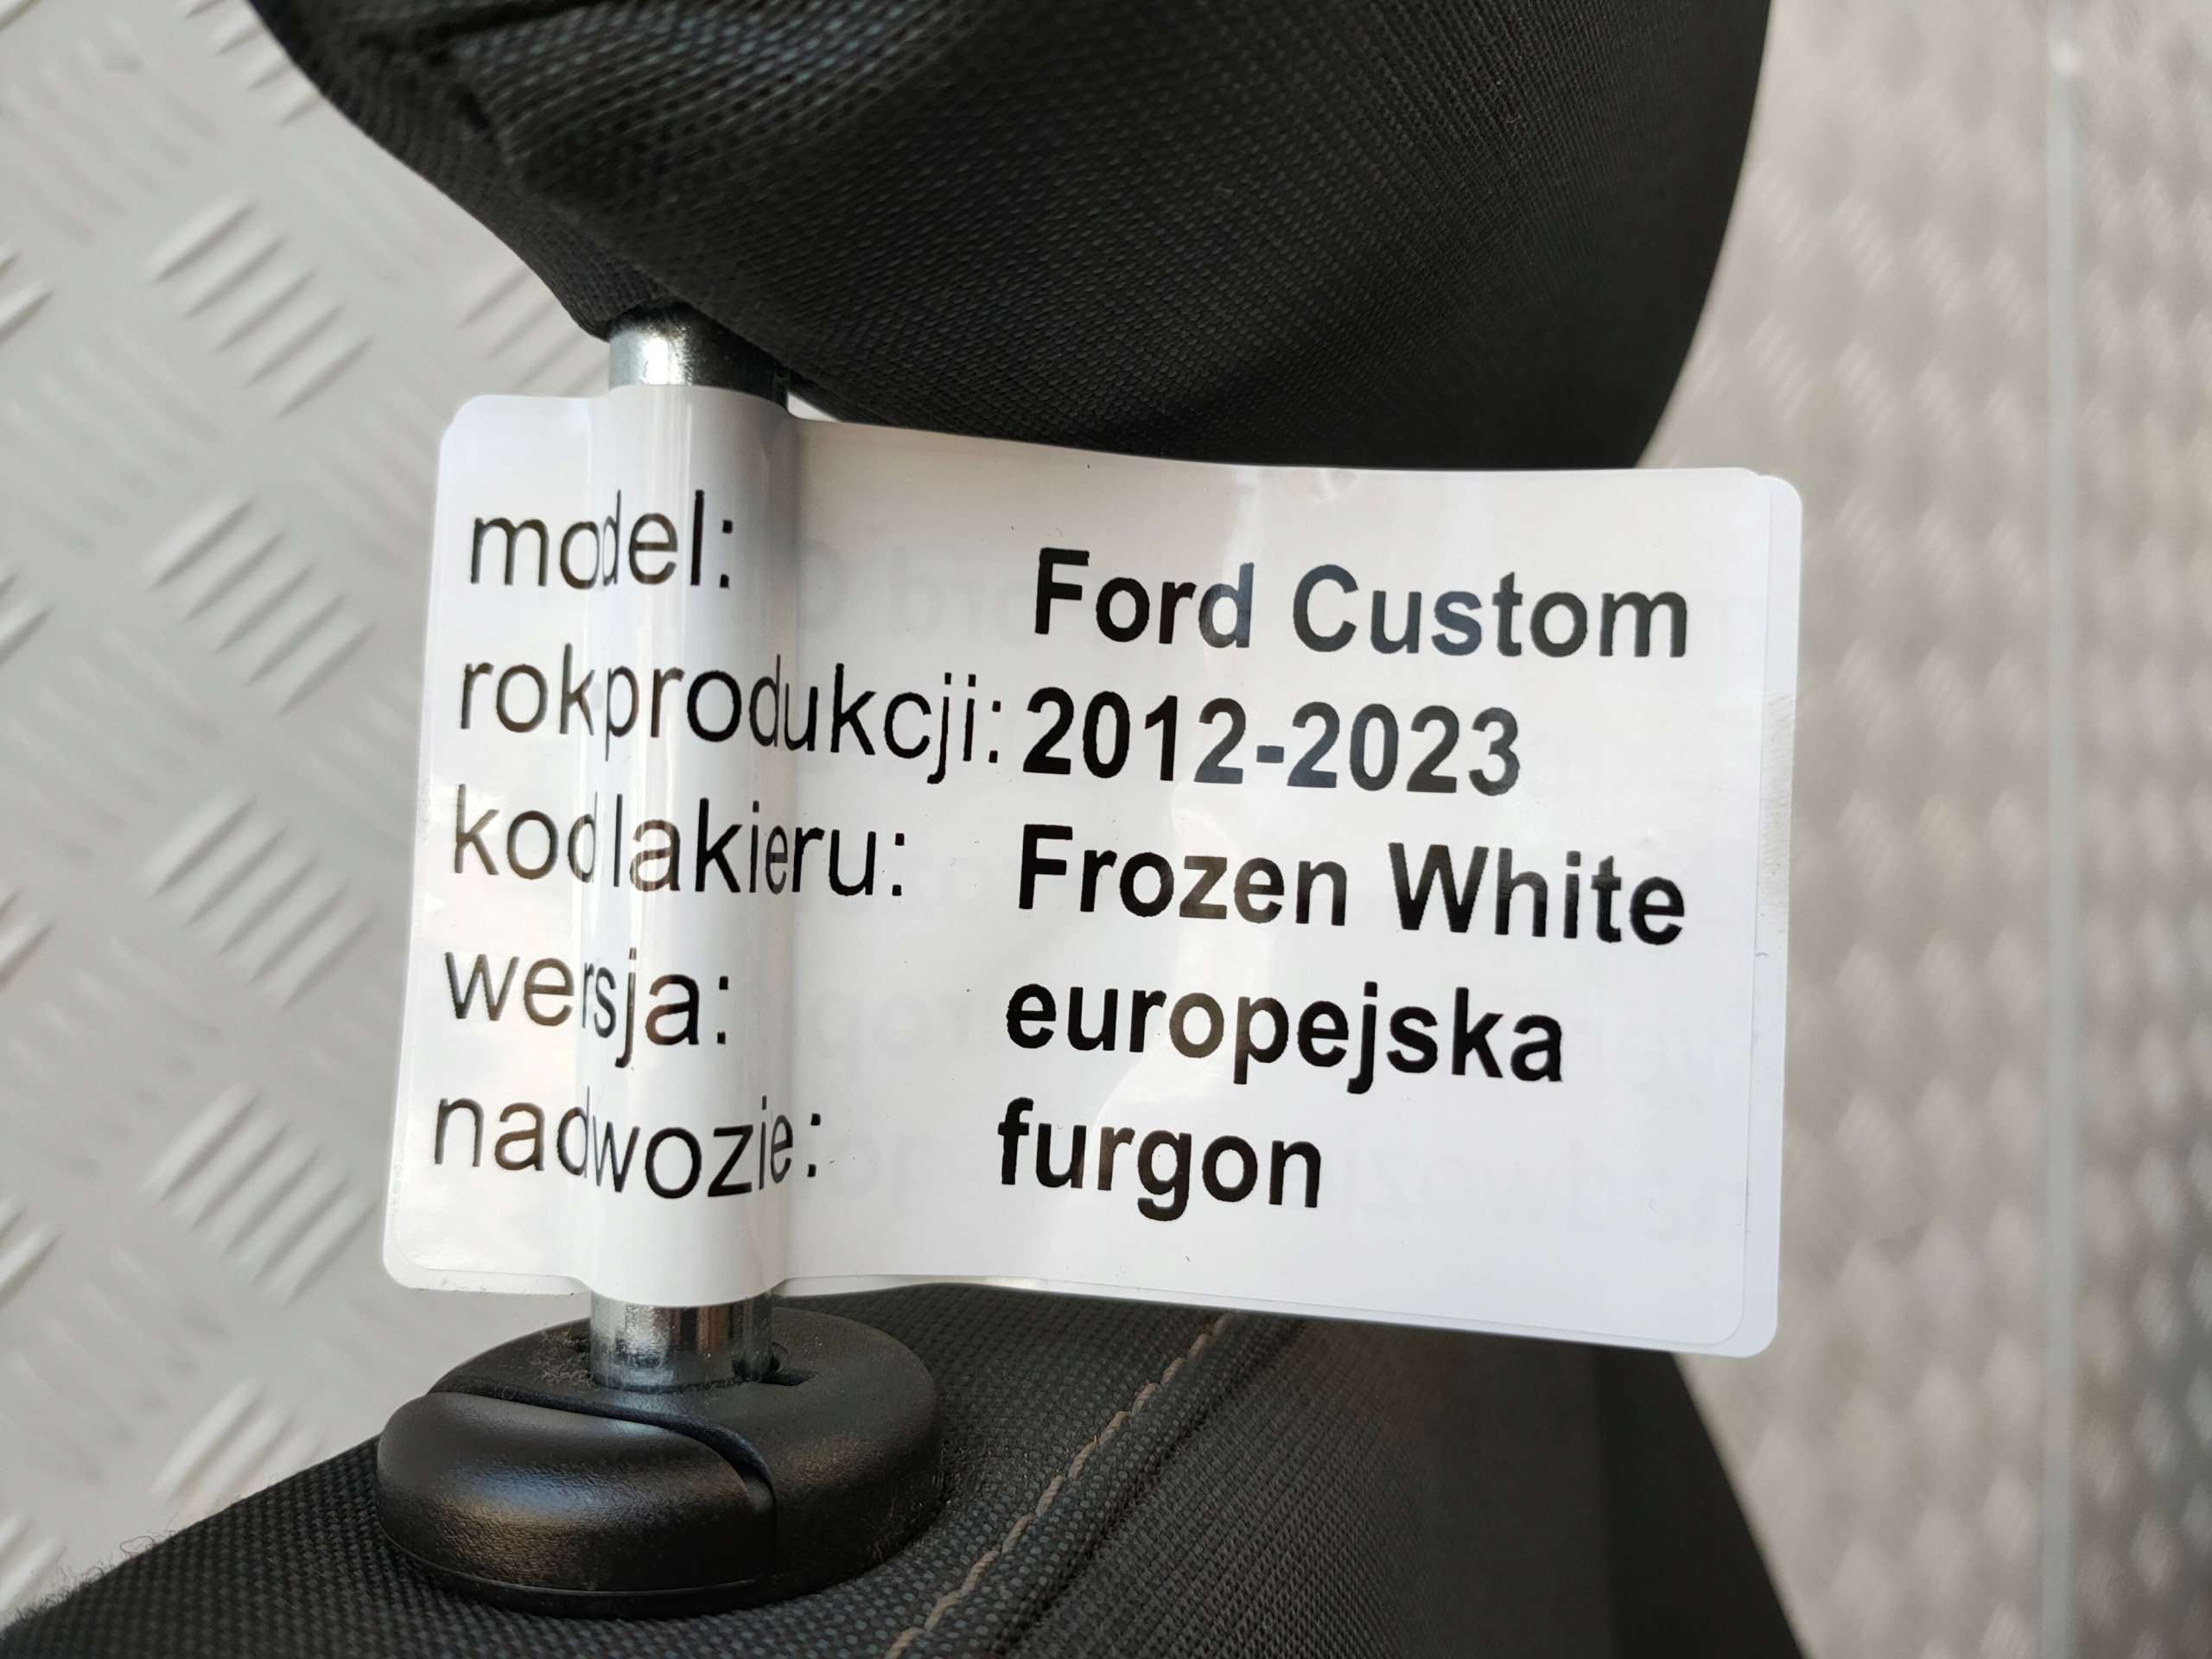 model: Ford Custom
rokprodukcji: 2012-2023
kodlakieru: Frozen White
wersja: europejska
nadwozie: furgon